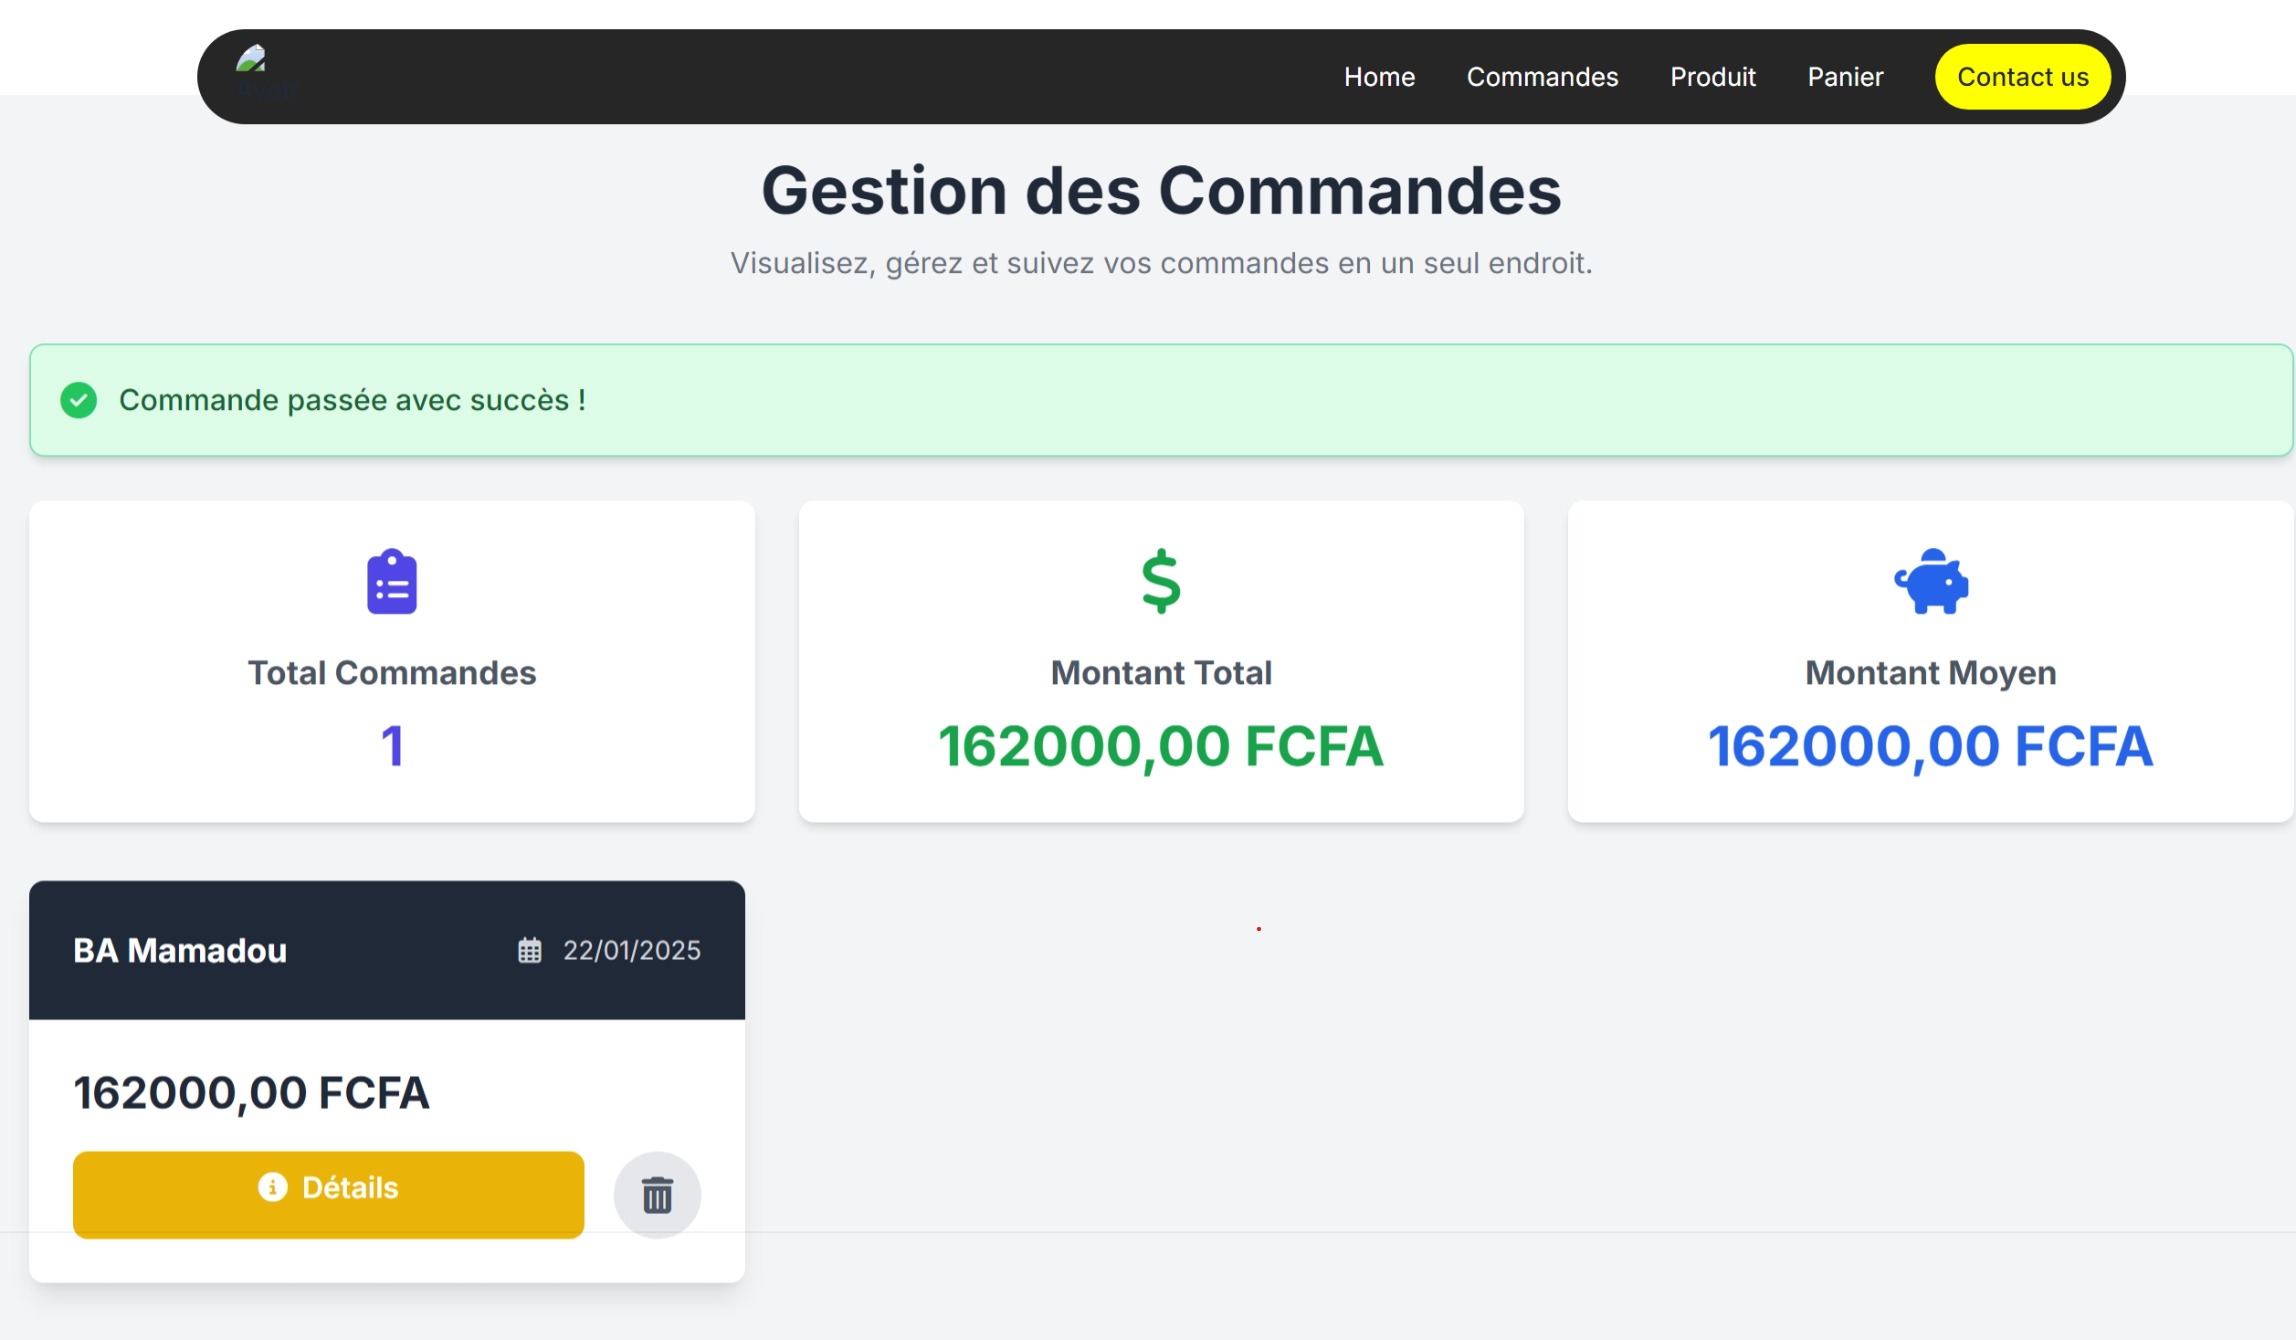 Home
Commandes
Produit
Panier
Contact us
Gestion des Commandes
Visualisez, gérez et suivez vos commandes en un seul endroit.
Commande passée avec succès !
Total Commandes
1
Montant Total
162000,00 FCFA
Montant Moyen
162000,00 FCFA
BA Mamadou
22/01/2025
162000,00 FCFA
Détails